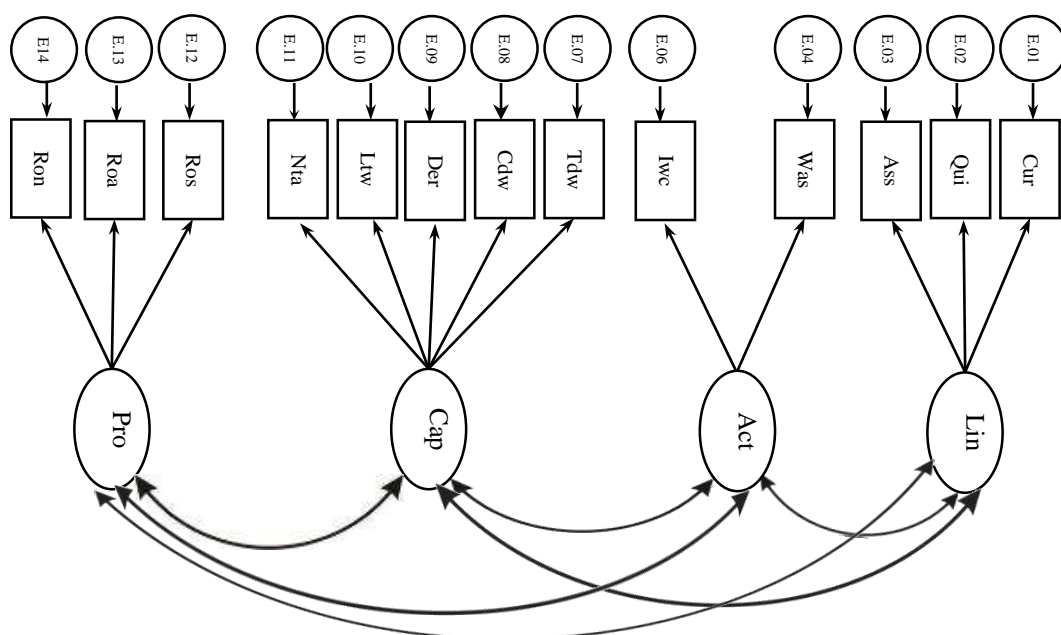 E.01
Cur
E.02
Qui
Lin
E.03
Ass
E.04
Was
Act
E.06
Iwc
E.07
Tdw
E.08
Cdw
E.09
Der
Cap
E.10
Ltw
E.11
Nta
E.12
Ros
E.13
Roa
Pro
E14
Ron